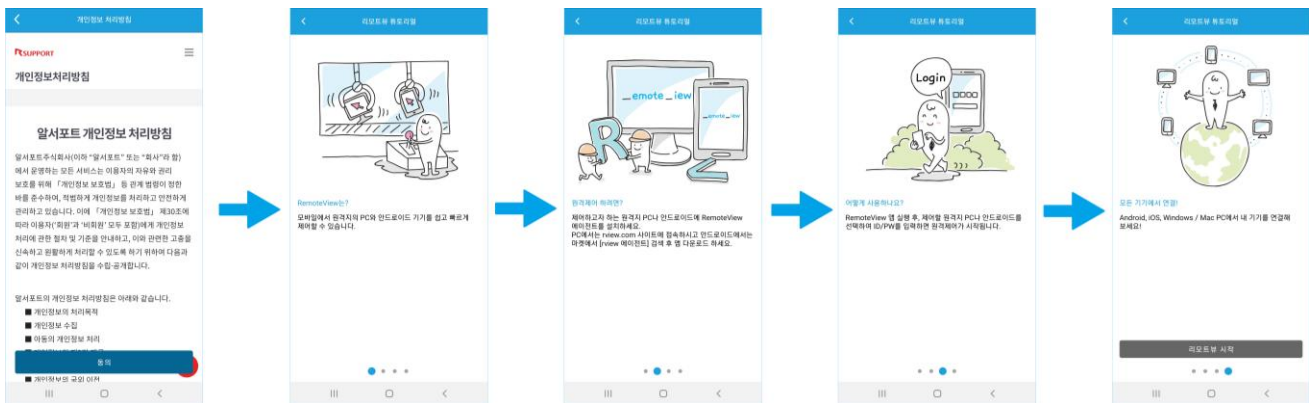 개인정보 처리방침
RSUPPORT
개인정보처리방침
알서포트 개인정보 처리방침
알서포트주식회사(이하 "알서포트" 또는 "회사"라 함)
에서 운영하는 모든 서비스는 이용자의 자유와 권리
보호를 위해 「개인정보 보호법」 등 관계 법령이 정한
바를 준수하여, 적법하게 개인정보를 처리하고 안전하게
관리하고 있습니다. 이에 「개인정보 보호법」 제30조에
따라 이용자('회원'과 '비회원' 모두 포함)에게 개인정보
처리에 관한 절차 및 기준을 안내하고, 이와 관련한 고충을
신속하고 원활하게 처리할 수 있도록 하기 위하여 다음과
같이 개인정보 처리방침을 수립·공개합니다.
알서포트의 개인정보 처리방침은 아래와 같습니다.
■ 개인정보의 처리목적
■ 개인정보 수집
■ 아동의 개인정보 처리
동의
■ 개인정보의 국외 이전
리모트뷰 튜토리얼
RemoteView는?
모바일에서 원격지의 PC와 안드로이드 기기를 쉽고 빠르게
제어할 수 있습니다.
리모트뷰 튜토리얼
_emote_iew
_emote_iew
R
원격제어 하려면?
제어하고자 하는 원격지 PC나 안드로이드에 RemoteView
에이전트를 설치하세요.
PC에서는 rview.com 사이트에 접속하시고 안드로이드에서는
마켓에서 [rview 에이전트] 검색 후 앱 다운로드 하세요.
리모트뷰 튜토리얼
Login
어떻게 사용하나요?
RemoteView 앱 실행 후, 제어할 원격지 PC나 안드로이드를
선택하여 ID/PW를 입력하면 원격제어가 시작됩니다.
리모트뷰 튜토리얼
모든 기기에서 연결!
Android, iOS, Windows / Mac PC에서 내 기기를 연결해
보세요!
리모트뷰 시작